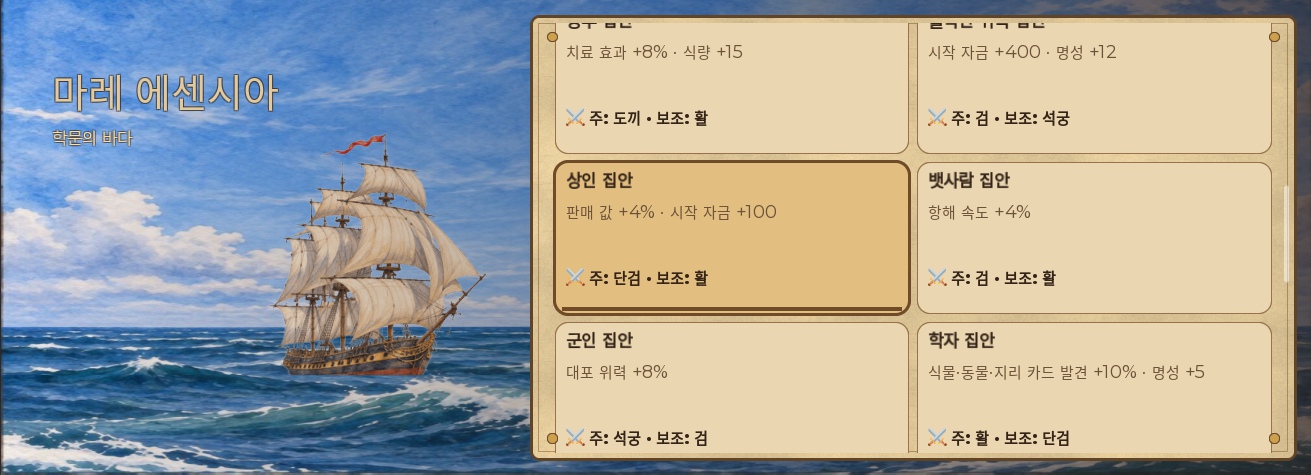 마레 에센시아
학문의 바다
집안
치료 효과 +8% · 식량 +15
⚔️ 주: 도끼 • 보조: 활
집안
시작 자금 +400 · 명성 +12
⚔️ 주: 검 • 보조: 석궁
상인 집안
판매 값 +4% · 시작 자금 +100
⚔️ 주: 단검 • 보조: 활
뱃사람 집안
항해 속도 +4%
⚔️ 주: 검 • 보조: 활
군인 집안
대포 위력 +8%
⚔️ 주: 석궁 • 보조: 검
학자 집안
식물·동물·지리 카드 발견 +10% · 명성 +5
⚔️ 주: 활 • 보조: 단검